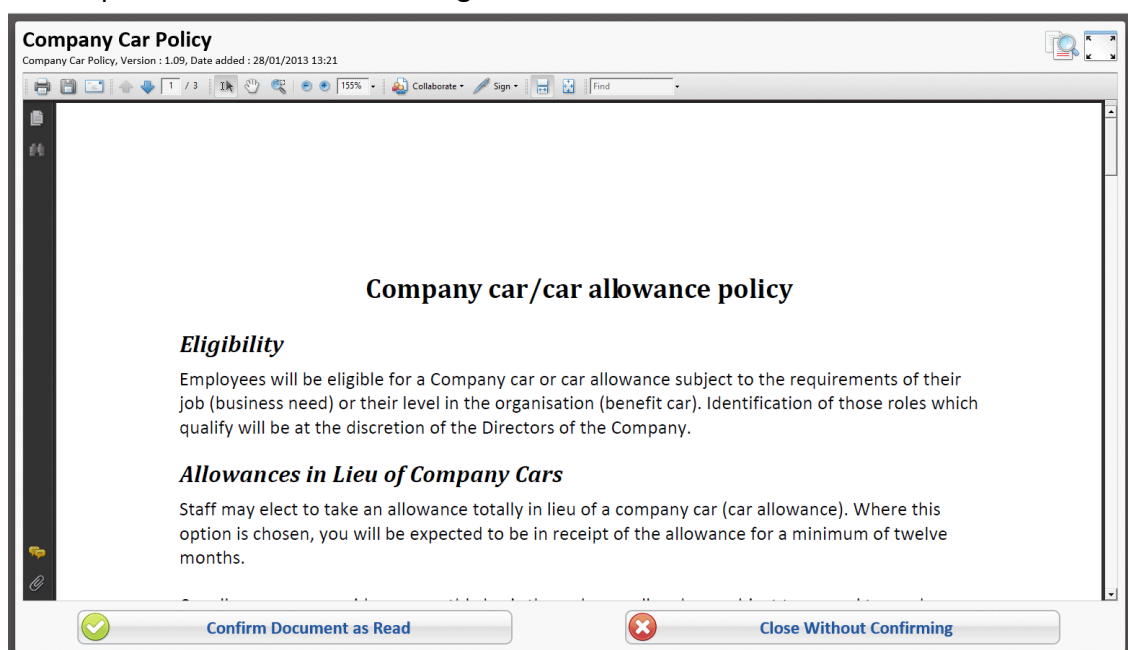 Company Car Policy
Company Car Policy, Version : 1.09, Date added : 28/01/2013 13:21
1 / 3 155% Collaborate Sign Find
Company car/car allowance policy
Eligibility
Employees will be eligible for a Company car or car allowance subject to the requirements of their
job (business need) or their level in the organisation (benefit car). Identification of those roles which
qualify will be at the discretion of the Directors of the Company.
Allowances in Lieu of Company Cars
Staff may elect to take an allowance totally in lieu of a company car (car allowance). Where this
option is chosen, you will be expected to be in receipt of the allowance for a minimum of twelve
months.
Confirm Document as Read Close Without Confirming